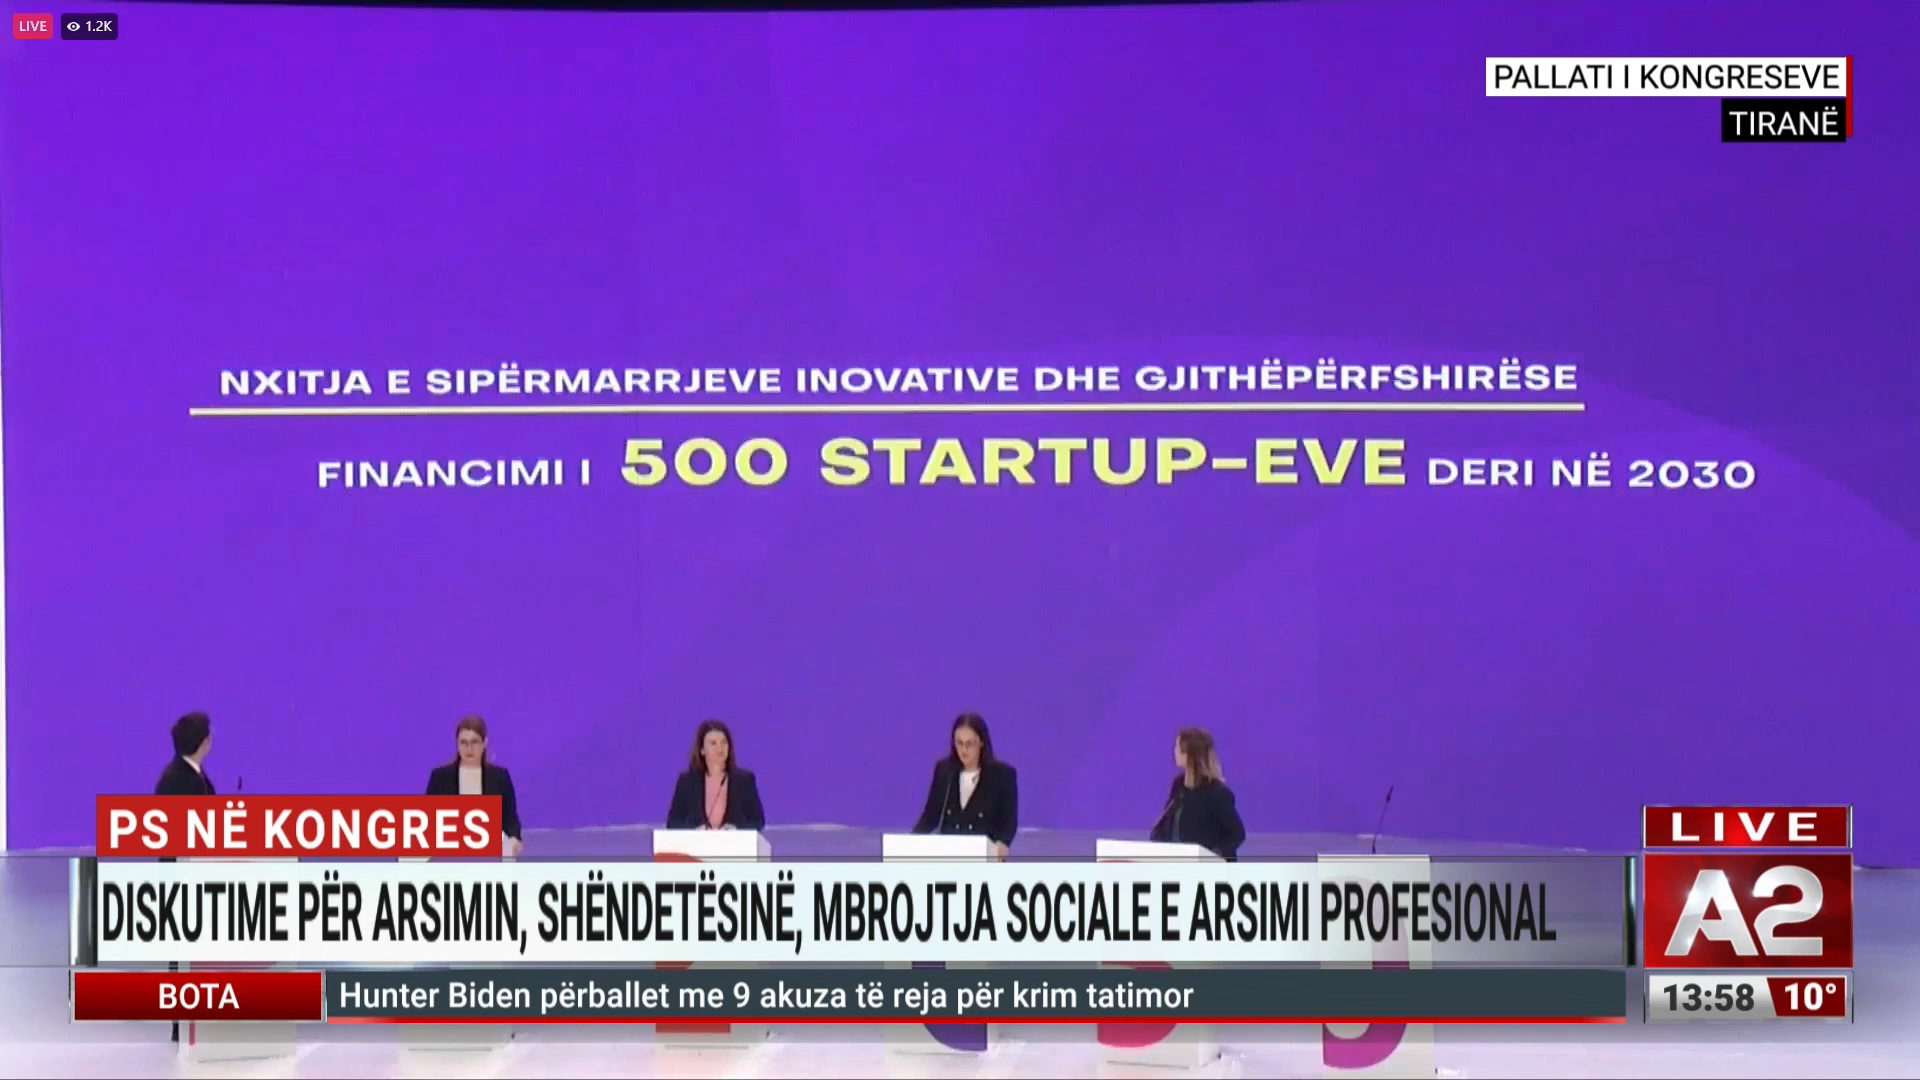 LIVE 1.2K
PALLATI I KONGRESEVE
TIRANË
NXITJA E SIPËRMARRJEVE INOVATIVE DHE GJITHËPËRFSHIRËSE
FINANCIMI I 500 STARTUP-EVE DERI NË 2030
PS NË KONGRES
DISKUTIME PËR ARSIMIN, SHËNDETËSINË, MBROJTJA SOCIALE E ARSIMI PROFESIONAL
LIVE
A2
BOTA
Hunter Biden përballet me 9 akuza të reja për krim tatimor
13:58 10°